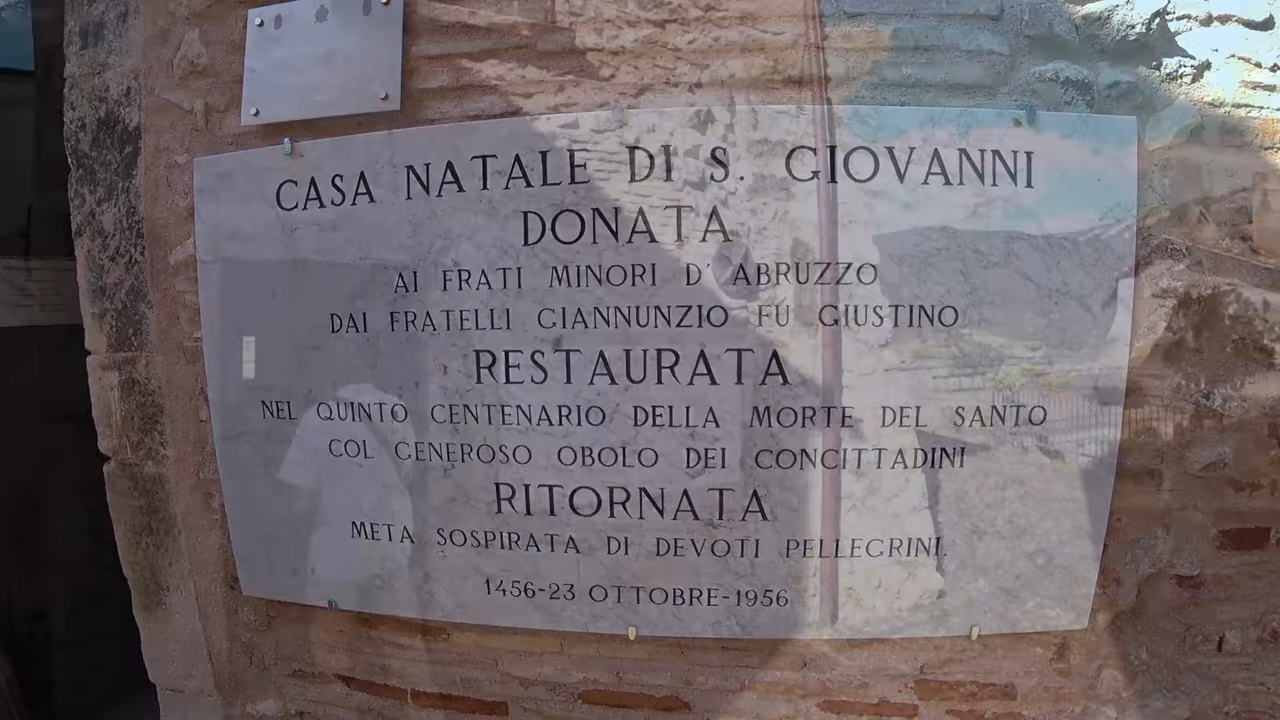 CASA NATALE DI S. GIOVANNI
DONATA
AI FRATI MINORI D' ABRUZZO
DAI FRATELLI GIANNUNZIO FU GIUSTINO
RESTAURATA
NEL QUINTO CENTENARIO DELLA MORTE DEL SANTO
COL GENEROSO OBOLO DEI CONCITTADINI
RITORNATA
META SOSPIRATA DI DEVOTI PELLEGRINI.
1456-23 OTTOBRE-1956